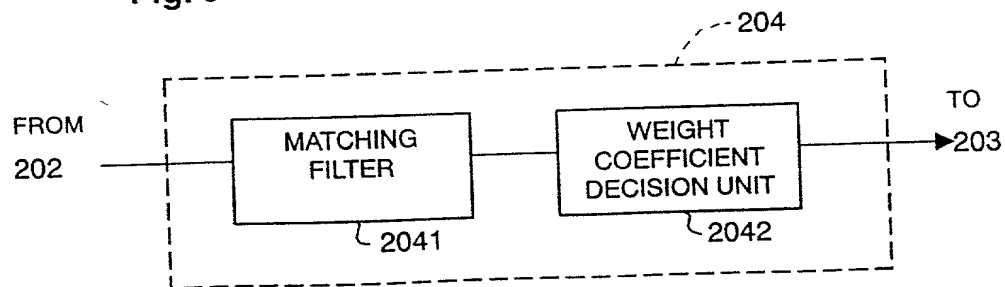 204
FROM
202
MATCHING
FILTER
2041
WEIGHT
COEFFICIENT
DECISION UNIT
2042
TO
203